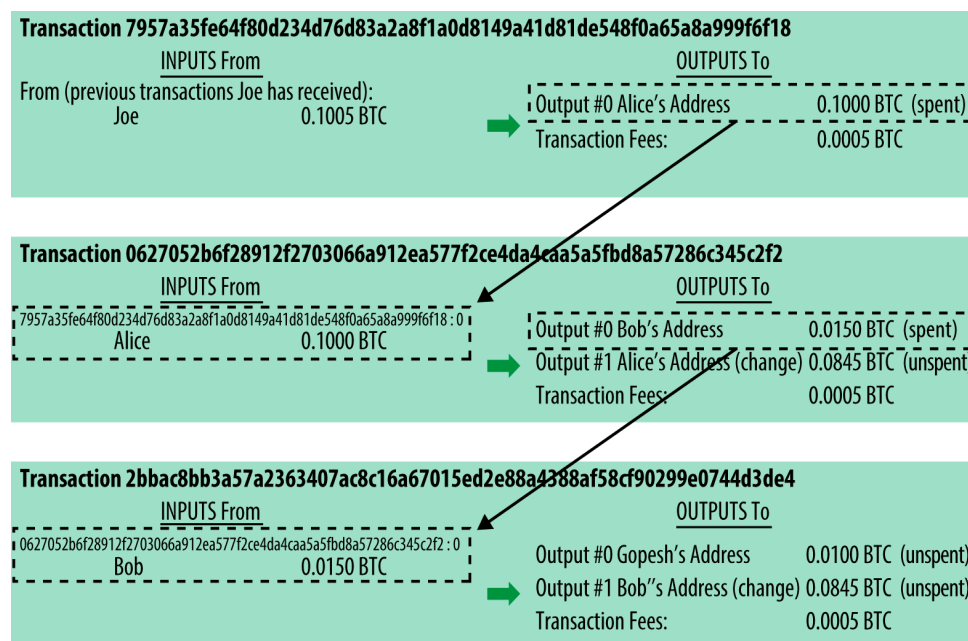 Transaction 7957a35fe64f80d234d76d83a2a8f1a0d8149a41d81de548f0a65a8a999f6f18
INPUTS From
OUTPUTS To
From (previous transactions Joe has received):
Joe 0.1005 BTC
Output #0 Alice's Address 0.1000 BTC (spent)
Transaction Fees: 0.0005 BTC
Transaction 0627052b6f28912f2703066a912ea577f2ce4da4caa5a5fbd8a57286c345c2f2
INPUTS From
OUTPUTS To
7957a35fe64f80d234d76d83a2a8f1a0d8149a41d81de548f0a65a8a999f6f18 : 0
Alice 0.1000 BTC
Output #0 Bob's Address 0.0150 BTC (spent)
Output #1 Alice's Address (change) 0.0845 BTC (unspent
Transaction Fees: 0.0005 BTC
Transaction 2bbac8bb3a57a2363407ac8c16a67015ed2e88a4388af58cf90299e0744d3de4
INPUTS From
OUTPUTS To
0627052b6f28912f2703066a912ea577f2ce4da4caa5a5fbd8a57286c345c2f2 : 0
Bob 0.0150 BTC
Output #0 Gopesh's Address 0.0100 BTC (unspent)
Output #1 Bob''s Address (change) 0.0845 BTC (unspent)
Transaction Fees: 0.0005 BTC